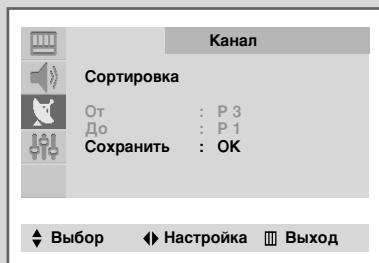 Канал
Сортировка
От : P 3
До : P 1
Сохранить : OK
Выбор Настройка Выход